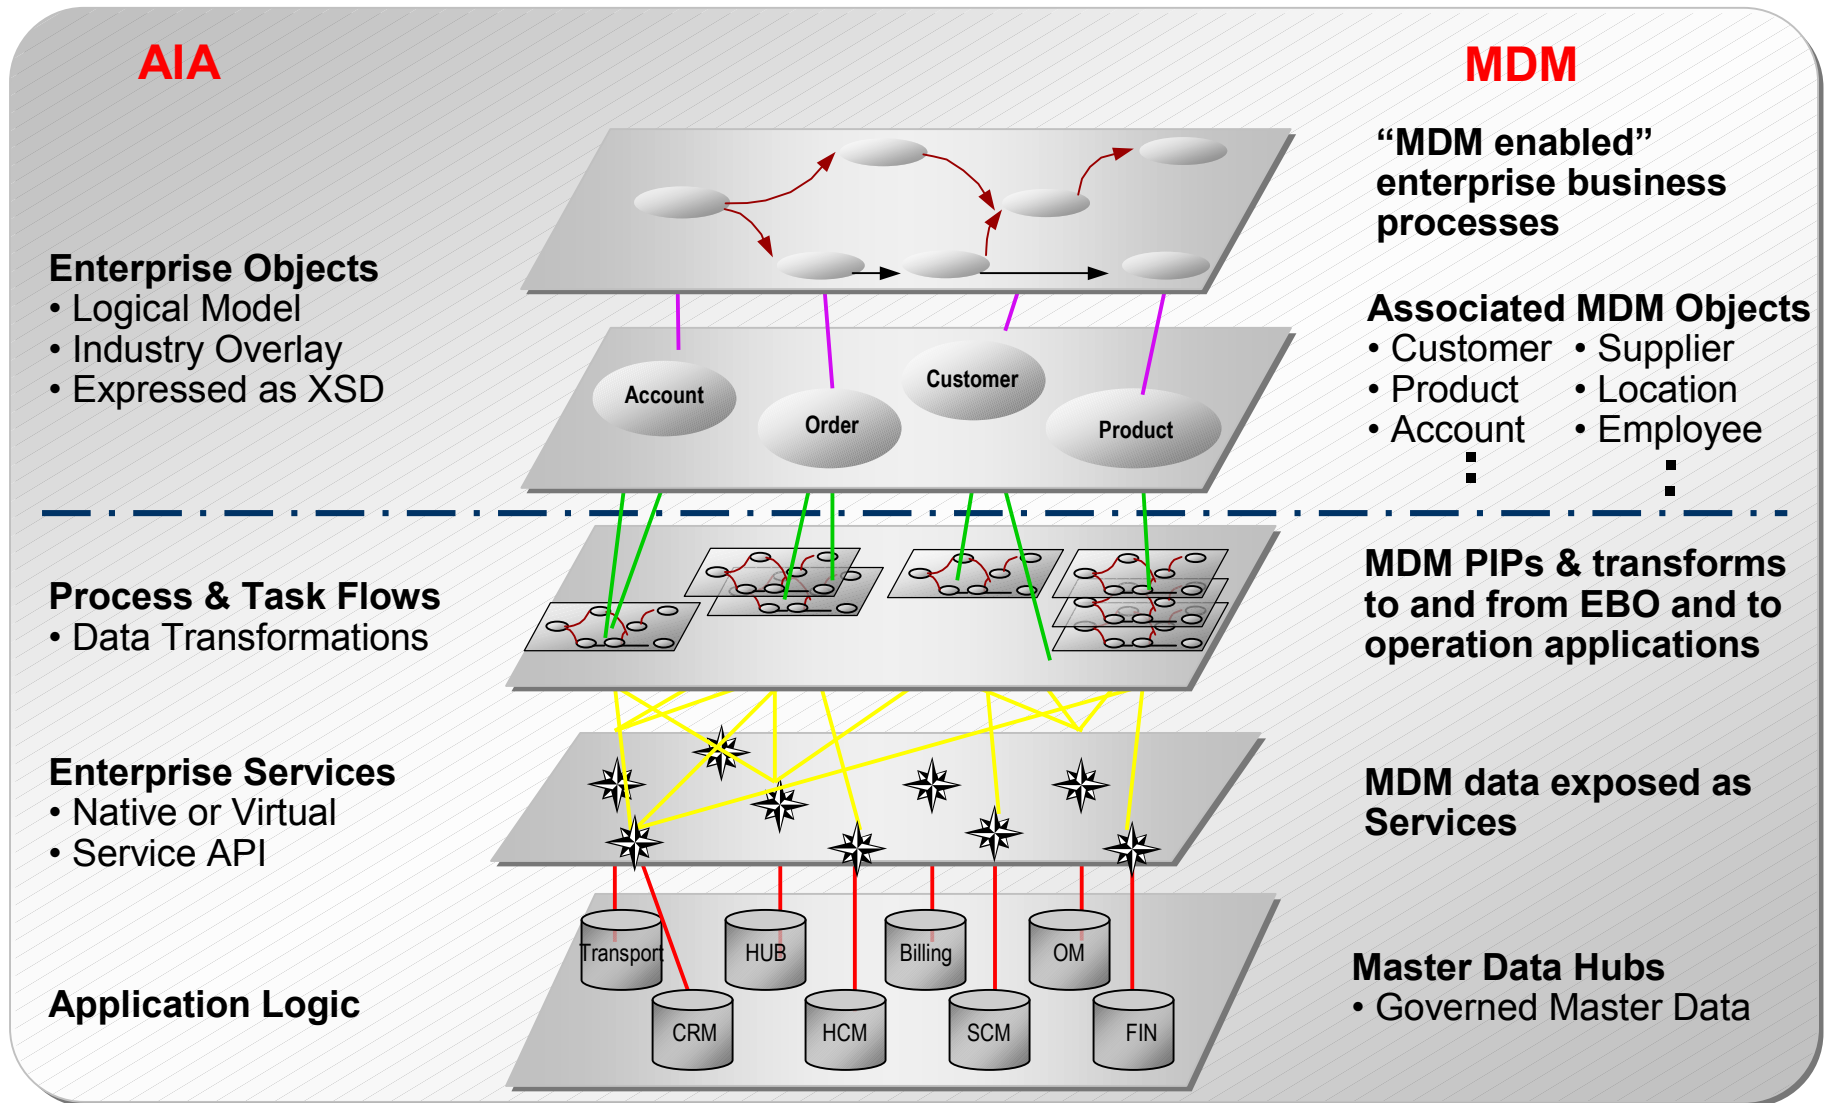 AIA
MDM
“MDM enabled”
enterprise business
processes
Enterprise Objects
• Logical Model
• Industry Overlay
• Expressed as XSD
Associated MDM Objects
• Customer • Supplier
• Product • Location
• Account • Employee
Account
Order
Customer
Product
Process & Task Flows
• Data Transformations
MDM PIPs & transforms
to and from EBO and to
operation applications
Enterprise Services
• Native or Virtual
• Service API
MDM data exposed as
Services
Transport
HUB
Billing
OM
CRM
HCM
SCM
FIN
Application Logic
Master Data Hubs
• Governed Master Data